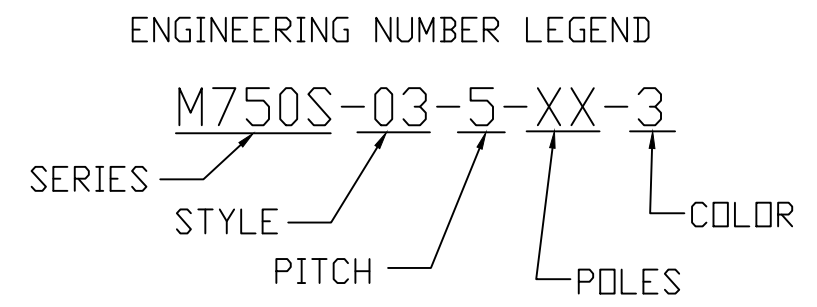 ENGINEERING NUMBER LEGEND
M750S-03-5-XX-3
SERIES
STYLE
COLOR
PITCH
POLES